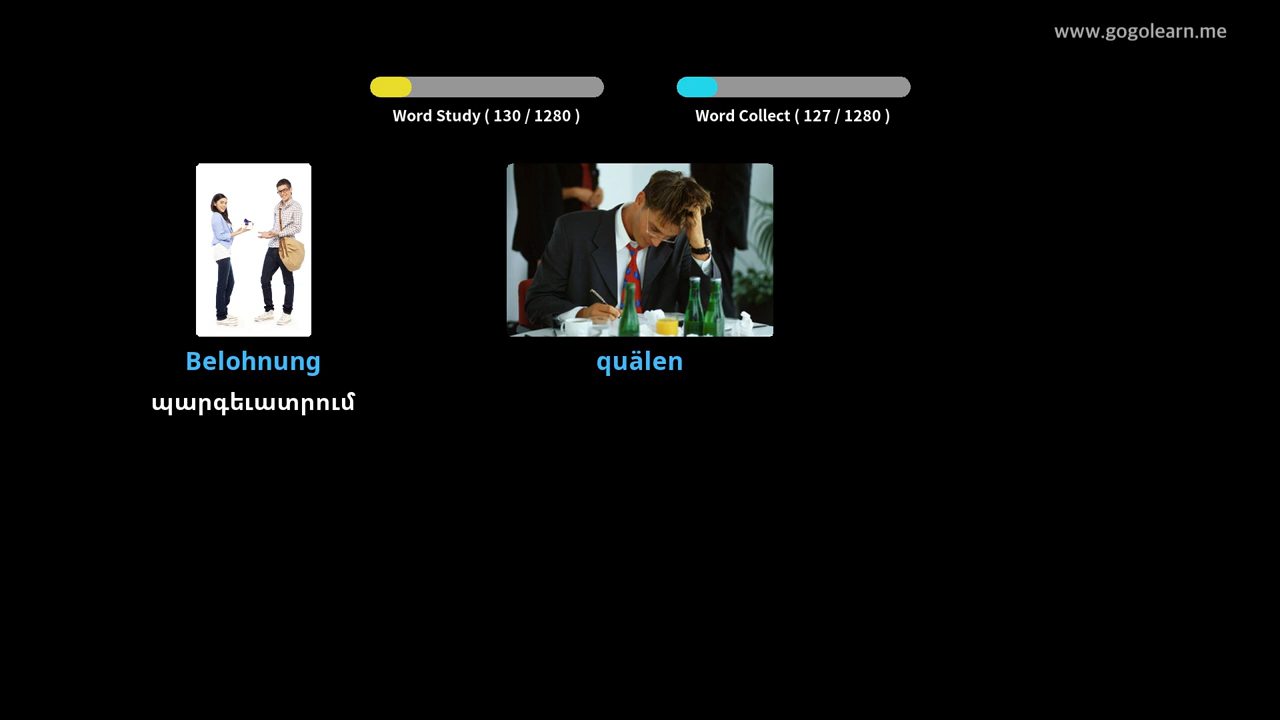 www.gogolearn.me
Word Study ( 130 / 1280 )
Word Collect ( 127 / 1280 )
Belohnung
quälen
պարգեւատրում